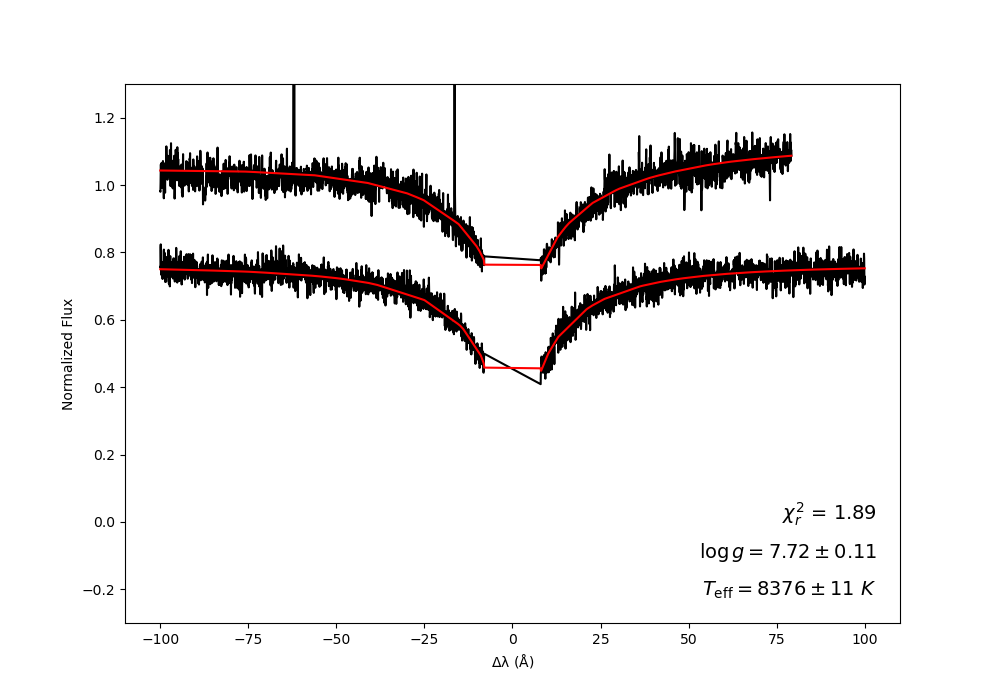 1.2
1.0
0.8
0.6
0.4
0.2
0.0
−0.2
Normalized Flux
χ²ᵣ = 1.89
log g = 7.72 ± 0.11
T_eff = 8376 ± 11 K
−100 −75 −50 −25 0 25 50 75 100
Δλ (Å)